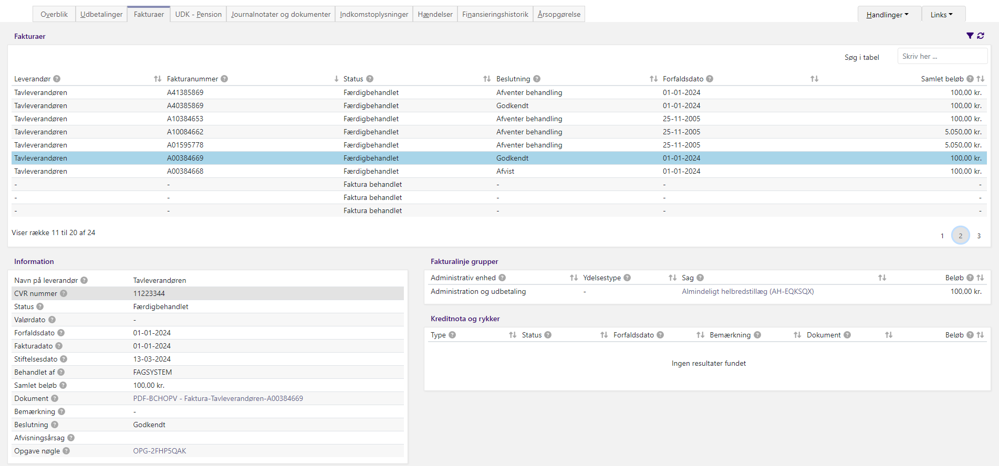 Overblik Udbetalinger Fakturaer UDK - Pension Journalnotater og dokumenter Indkomstoplysninger Hændelser Finansieringshistorik Årsopgørelse Handlinger Links
Fakturaer
Søg i tabel Skriv her ...
Leverandør Fakturanummer Status Beslutning Forfaldsdato Samlet beløb
Tavleverandøren A41385869 Færdigbehandlet Afventer behandling 01-01-2024 100,00 kr.
Tavleverandøren A40385869 Færdigbehandlet Godkendt 01-01-2024 100,00 kr.
Tavleverandøren A10384653 Færdigbehandlet Afventer behandling 25-11-2005 100,00 kr.
Tavleverandøren A10084662 Færdigbehandlet Afventer behandling 25-11-2005 5.050,00 kr.
Tavleverandøren A01595778 Færdigbehandlet Afventer behandling 25-11-2005 5.050,00 kr.
Tavleverandøren A00384669 Færdigbehandlet Godkendt 01-01-2024 100,00 kr.
Tavleverandøren A00384668 Færdigbehandlet Afvist 01-01-2024 100,00 kr.
- - Faktura behandlet - - -
- - Faktura behandlet - - -
- - Faktura behandlet - - -
Viser række 11 til 20 af 24
1 2 3
Information
Navn på leverandør Tavleverandøren
CVR nummer 11223344
Status Færdigbehandlet
Valørdato -
Forfaldsdato 01-01-2024
Fakturadato 01-01-2024
Stiftelsesdato 13-03-2024
Behandlet af FAGSYSTEM
Samlet beløb 100,00 kr.
Dokument PDF-BCHOPV - Faktura-Tavleverandøren-A00384669
Bemærkning -
Beslutning Godkendt
Afvisningsårsag
Opgave nøgle OPG-2FHP5QAK
Fakturalinje grupper
Administrativ enhed Ydelsestype Sag Beløb
Administration og udbetaling - Almindeligt helbredstillæg (AH-EQKSQX) 100,00 kr.
Kreditnota og rykker
Type Status Forfaldsdato Bemærkning Dokument Beløb
Ingen resultater fundet